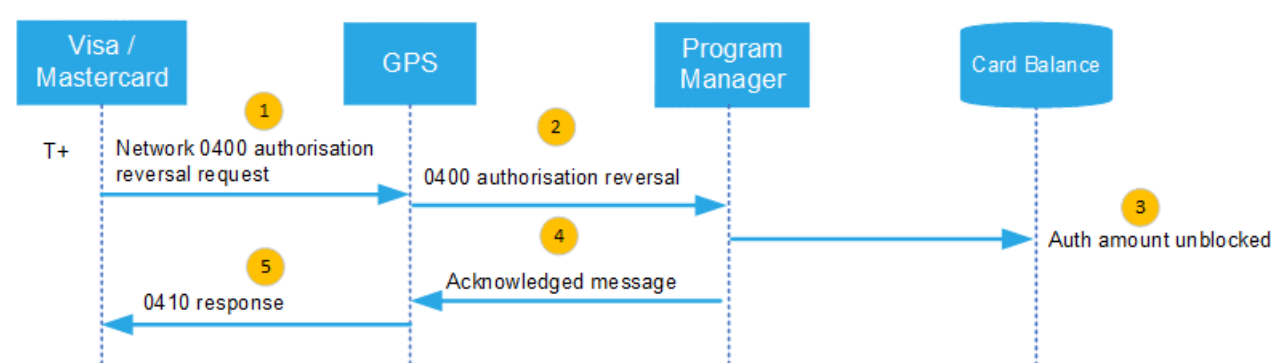 Visa /
Mastercard
GPS
Program
Manager
Card Balance
1
2
T+
Network 0400 authorisation
reversal request
0400 authorisation reversal
3
4
Auth amount unblocked
5
Acknowledged message
0410 response